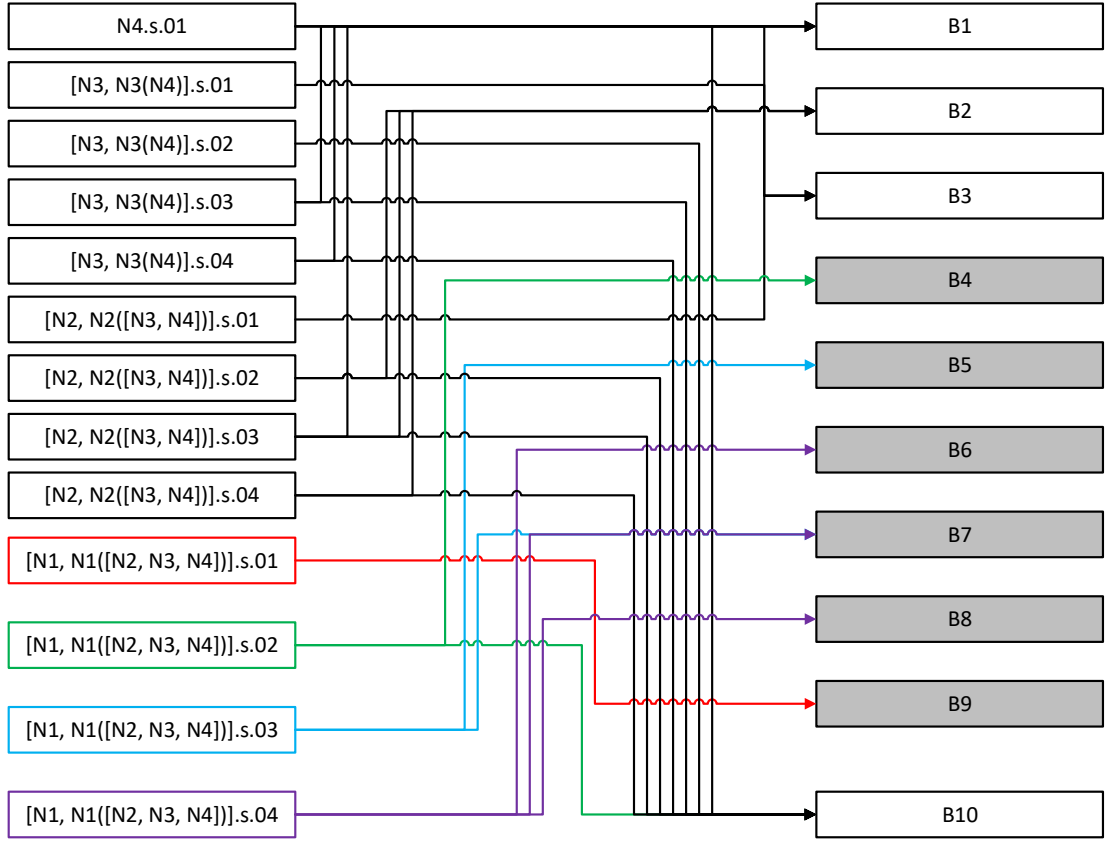 N4.s.01
[N3, N3(N4)].s.01
[N3, N3(N4)].s.02
[N3, N3(N4)].s.03
[N3, N3(N4)].s.04
[N2, N2([N3, N4])].s.01
[N2, N2([N3, N4])].s.02
[N2, N2([N3, N4])].s.03
[N2, N2([N3, N4])].s.04
[N1, N1([N2, N3, N4])].s.01
[N1, N1([N2, N3, N4])].s.02
[N1, N1([N2, N3, N4])].s.03
[N1, N1([N2, N3, N4])].s.04
B1
B2
B3
B4
B5
B6
B7
B8
B9
B10